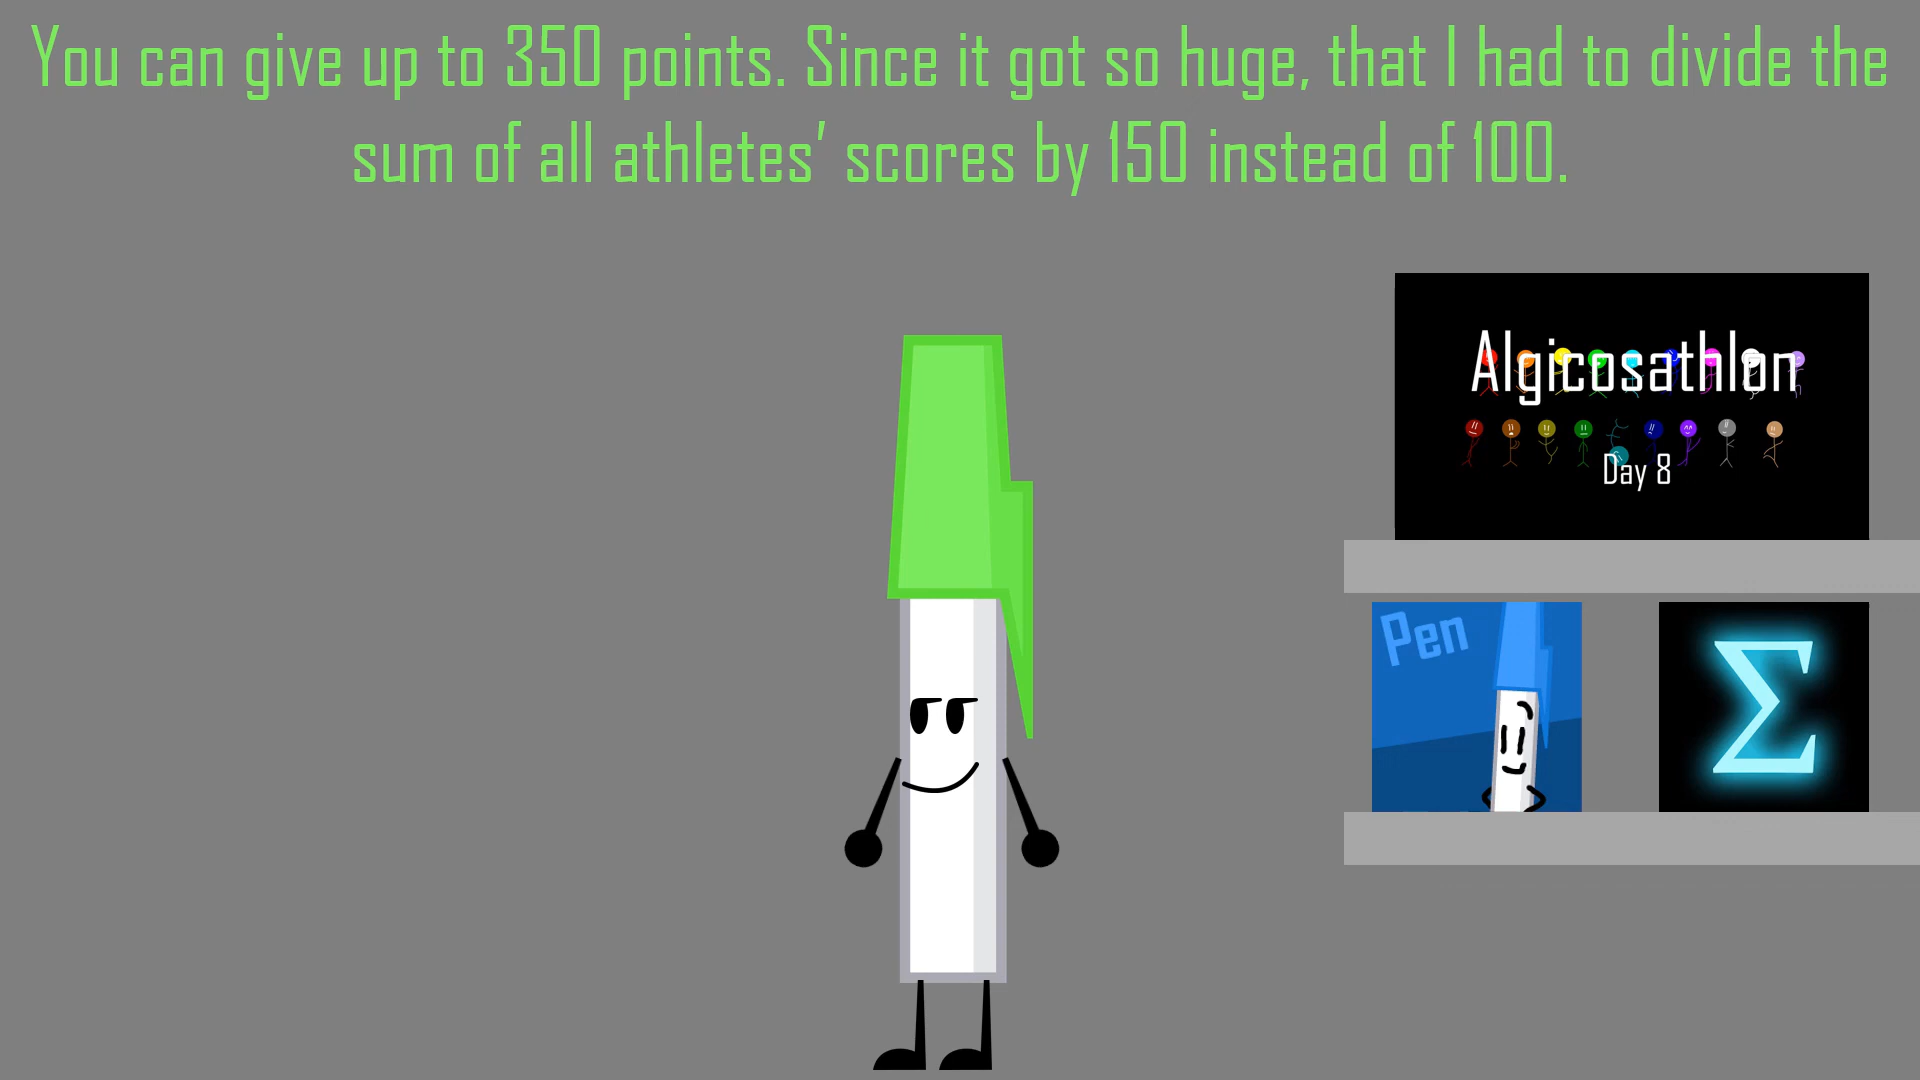 You can give up to 350 points. Since it got so huge, that I had to divide the
sum of all athletes' scores by 150 instead of 100.
Algicosathlon
Day 8
Pen
Σ